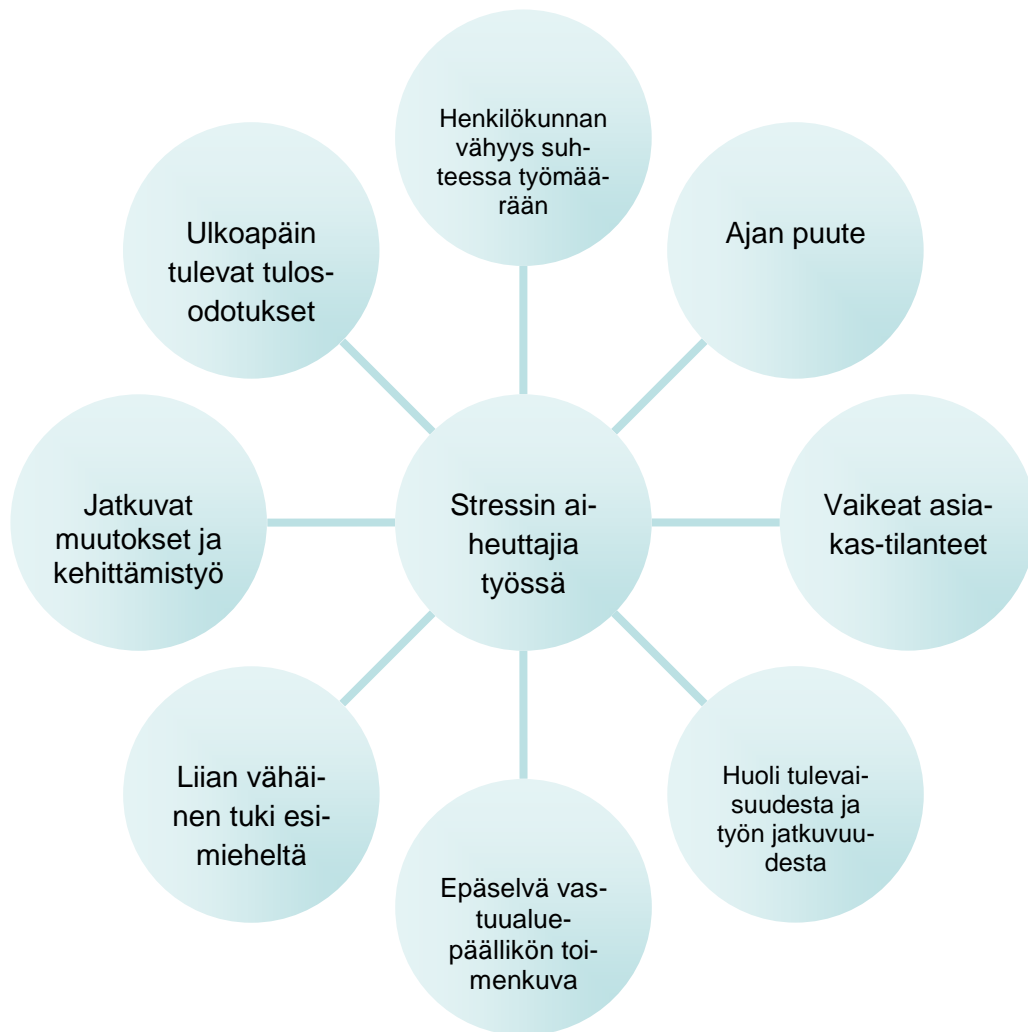 Henkilökunnan
vähyys suh-
teessa työmää-
rään
Ajan puute
Vaikeat asia-
kas-tilanteet
Huoli tulevai-
suudesta ja
työn jatkuvuu-
desta
Epäselvä vas-
tuualue-
päällikön toi-
menkuva
Liian vähäi-
nen tuki esi-
mieheltä
Jatkuvat
muutokset ja
kehittämistyö
Ulkoapäin
tulevat tulos-
odotukset
Stressin ai-
heuttajia
työssä